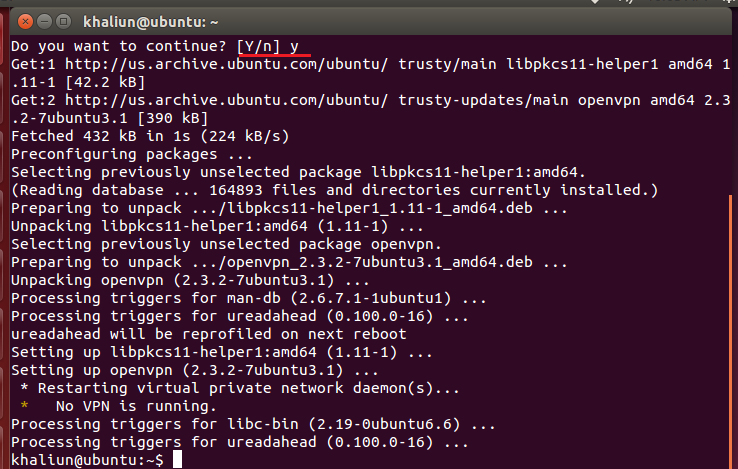 khaliun@ubuntu: ~
Do you want to continue? [Y/n] y
Get:1 http://us.archive.ubuntu.com/ubuntu/ trusty/main libpkcs11-helper1 amd64 1
.11-1 [42.2 kB]
Get:2 http://us.archive.ubuntu.com/ubuntu/ trusty-updates/main openvpn amd64 2.3
.2-7ubuntu3.1 [390 kB]
Fetched 432 kB in 1s (224 kB/s)
Preconfiguring packages ...
Selecting previously unselected package libpkcs11-helper1:amd64.
(Reading database ... 164893 files and directories currently installed.)
Preparing to unpack .../libpkcs11-helper1_1.11-1_amd64.deb ...
Unpacking libpkcs11-helper1:amd64 (1.11-1) ...
Selecting previously unselected package openvpn.
Preparing to unpack .../openvpn_2.3.2-7ubuntu3.1_amd64.deb ...
Unpacking openvpn (2.3.2-7ubuntu3.1) ...
Processing triggers for man-db (2.6.7.1-1ubuntu1) ...
Processing triggers for ureadahead (0.100.0-16) ...
ureadahead will be reprofiled on next reboot
Setting up libpkcs11-helper1:amd64 (1.11-1) ...
Setting up openvpn (2.3.2-7ubuntu3.1) ...
 * Restarting virtual private network daemon(s)...
 *   No VPN is running.
Processing triggers for libc-bin (2.19-0ubuntu6.6) ...
Processing triggers for ureadahead (0.100.0-16) ...
khaliun@ubuntu:~$